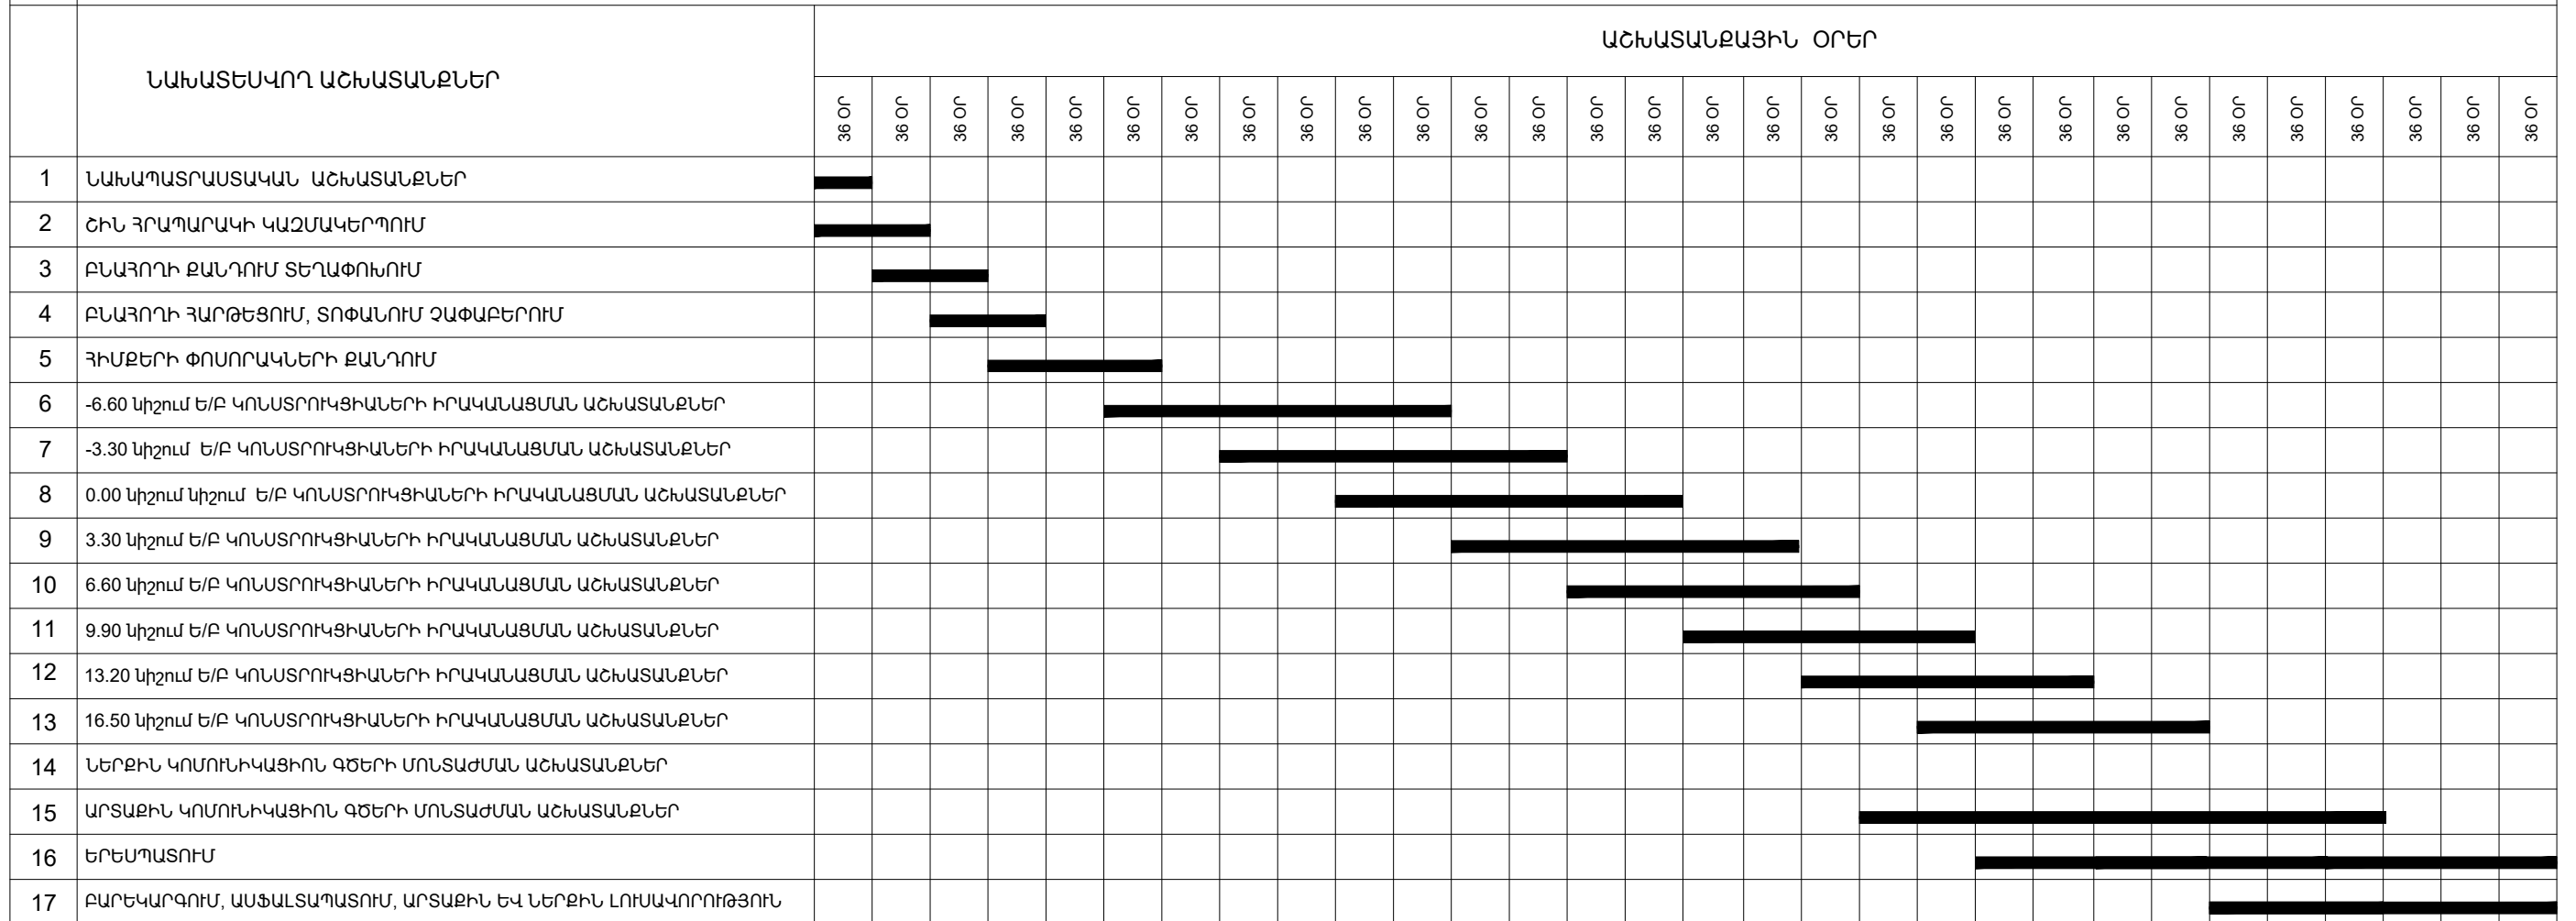 ՆԱԽԱՏԵՍՎՈՂ ԱՇԽԱՏԱՆՔՆԵՐ
ԱՇԽԱՏԱՆՔԱՅԻՆ ՕՐԵՐ
36 ՕՐ 36 ՕՐ 36 ՕՐ 36 ՕՐ 36 ՕՐ 36 ՕՐ 36 ՕՐ 36 ՕՐ 36 ՕՐ 36 ՕՐ 36 ՕՐ 36 ՕՐ 36 ՕՐ 36 ՕՐ 36 ՕՐ 36 ՕՐ 36 ՕՐ 36 ՕՐ 36 ՕՐ 36 ՕՐ 36 ՕՐ 36 ՕՐ 36 ՕՐ 36 ՕՐ 36 ՕՐ 36 ՕՐ 36 ՕՐ 36 ՕՐ 36 ՕՐ 36 ՕՐ
1 ՆԱԽԱՊԱՏՐԱՍՏԱԿԱՆ ԱՇԽԱՏԱՆՔՆԵՐ
2 ՇԻՆ ՀՐԱՊԱՐԱԿԻ ԿԱԶՄԱԿԵՐՊՈՒՄ
3 ԲՆԱՀՈՂԻ ՔԱՆԴՈՒՄ ՏԵՂԱՓՈԽՈՒՄ
4 ԲՆԱՀՈՂԻ ՀԱՐԹԵՑՈՒՄ, ՏՈՓԱՆՈՒՄ ՉԱՓԱԲԵՐՈՒՄ
5 ՀԻՄՔԵՐԻ ՓՈՍՈՐԱԿՆԵՐԻ ՔԱՆԴՈՒՄ
6 -6.60 նիշում Ե/Բ ԿՈՆՍՏՐՈՒԿՑԻԱՆԵՐԻ ԻՐԱԿԱՆԱՑՄԱՆ ԱՇԽԱՏԱՆՔՆԵՐ
7 -3.30 նիշում Ե/Բ ԿՈՆՍՏՐՈՒԿՑԻԱՆԵՐԻ ԻՐԱԿԱՆԱՑՄԱՆ ԱՇԽԱՏԱՆՔՆԵՐ
8 0.00 նիշում նիշում Ե/Բ ԿՈՆՍՏՐՈՒԿՑԻԱՆԵՐԻ ԻՐԱԿԱՆԱՑՄԱՆ ԱՇԽԱՏԱՆՔՆԵՐ
9 3.30 նիշում Ե/Բ ԿՈՆՍՏՐՈՒԿՑԻԱՆԵՐԻ ԻՐԱԿԱՆԱՑՄԱՆ ԱՇԽԱՏԱՆՔՆԵՐ
10 6.60 նիշում Ե/Բ ԿՈՆՍՏՐՈՒԿՑԻԱՆԵՐԻ ԻՐԱԿԱՆԱՑՄԱՆ ԱՇԽԱՏԱՆՔՆԵՐ
11 9.90 նիշում Ե/Բ ԿՈՆՍՏՐՈՒԿՑԻԱՆԵՐԻ ԻՐԱԿԱՆԱՑՄԱՆ ԱՇԽԱՏԱՆՔՆԵՐ
12 13.20 նիշում Ե/Բ ԿՈՆՍՏՐՈՒԿՑԻԱՆԵՐԻ ԻՐԱԿԱՆԱՑՄԱՆ ԱՇԽԱՏԱՆՔՆԵՐ
13 16.50 նիշում Ե/Բ ԿՈՆՍՏՐՈՒԿՑԻԱՆԵՐԻ ԻՐԱԿԱՆԱՑՄԱՆ ԱՇԽԱՏԱՆՔՆԵՐ
14 ՆԵՐՔԻՆ ԿՈՄՈՒՆԻԿԱՑԻՈՆ ԳԾԵՐԻ ՄՈՆՏԱԺՄԱՆ ԱՇԽԱՏԱՆՔՆԵՐ
15 ԱՐՏԱՔԻՆ ԿՈՄՈՒՆԻԿԱՑԻՈՆ ԳԾԵՐԻ ՄՈՆՏԱԺՄԱՆ ԱՇԽԱՏԱՆՔՆԵՐ
16 ԵՐԵՍՊԱՏՈՒՄ
17 ԲԱՐԵԿԱՐԳՈՒՄ, ԱՍՖԱԼՏԱՊԱՏՈՒՄ, ԱՐՏԱՔԻՆ ԵՎ ՆԵՐՔԻՆ ԼՈՒՍԱՎՈՐՈՒԹՅՈՒՆ